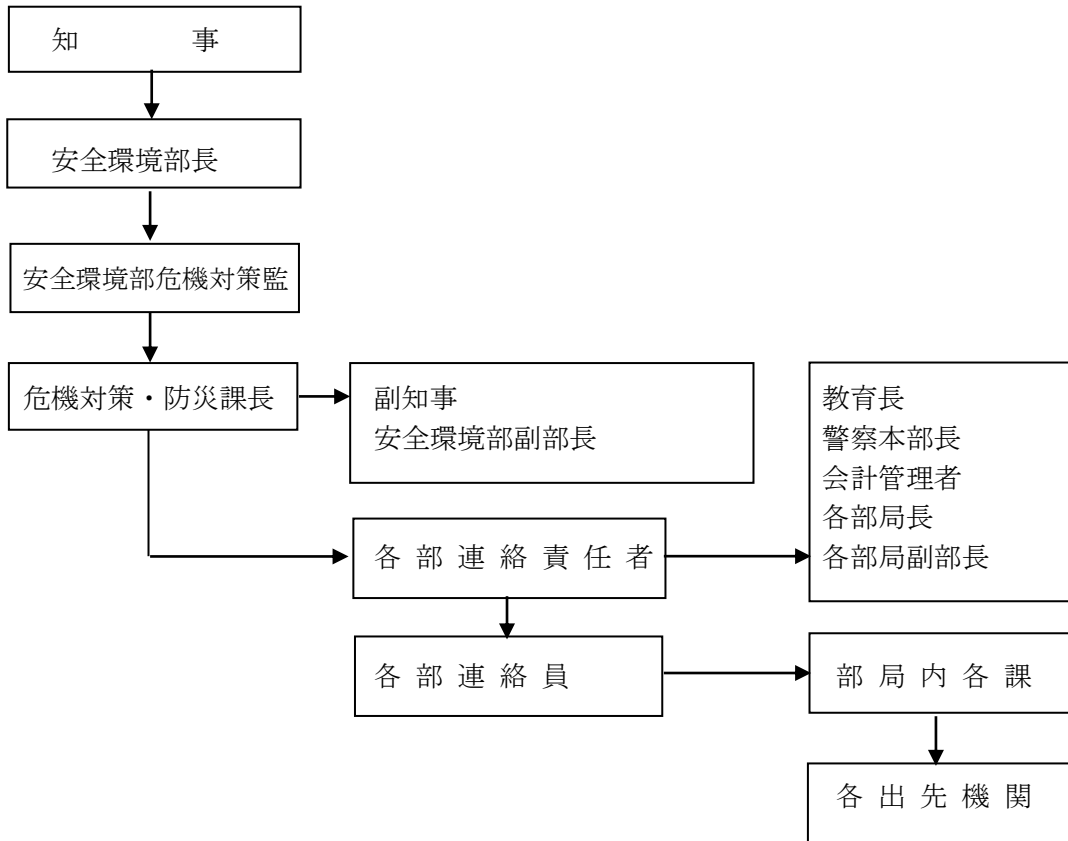 知　　　　事
安全環境部長
安全環境部危機対策監
危機対策・防災課長
副知事
安全環境部副部長
教育長
警察本部長
会計管理者
各部局長
各部局副部長
各 部 連 絡 責 任 者
各 部 連 絡 員
部 局 内 各 課
各 出 先 機 関